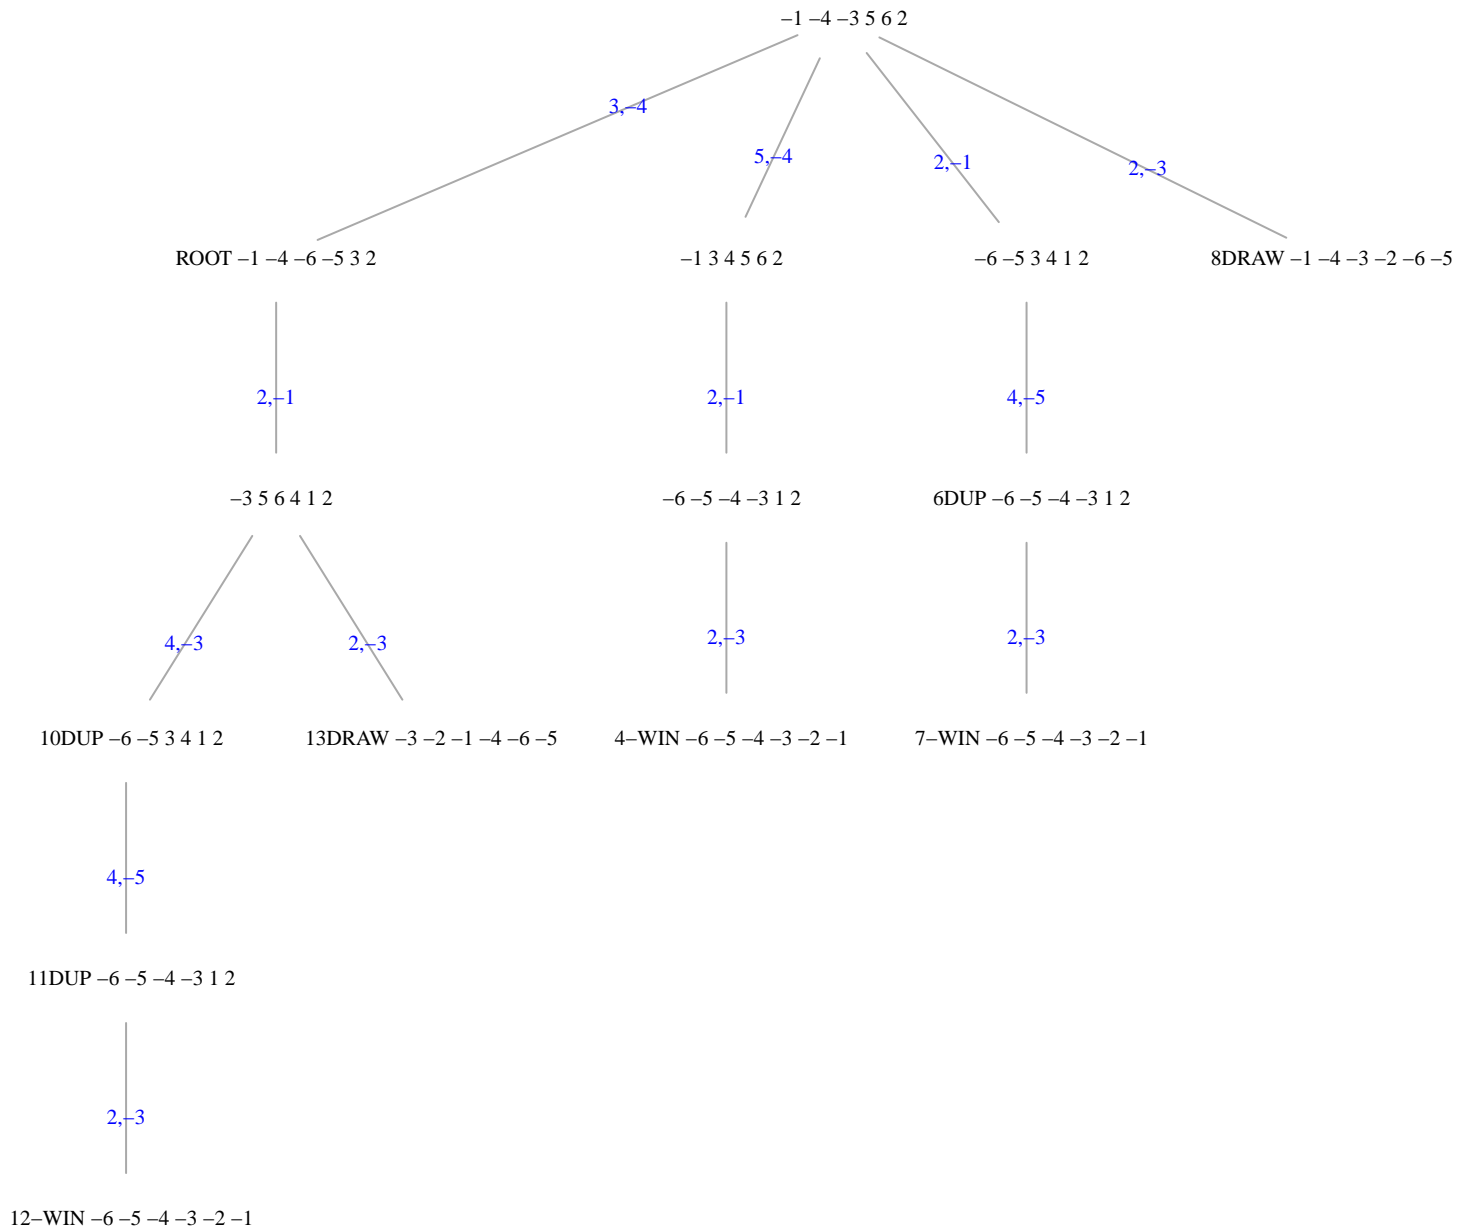 –1 –4 –3 5 6 2
3,–4
5,–4
2,–1
2,–3
ROOT –1 –4 –6 –5 3 2
–1 3 4 5 6 2
–6 –5 3 4 1 2
8DRAW –1 –4 –3 –2 –6 –5
2,–1
2,–1
4,–5
–3 5 6 4 1 2
–6 –5 –4 –3 1 2
6DUP –6 –5 –4 –3 1 2
4,–3
2,–3
2,–3
2,–3
10DUP –6 –5 3 4 1 2
13DRAW –3 –2 –1 –4 –6 –5
4–WIN –6 –5 –4 –3 –2 –1
7–WIN –6 –5 –4 –3 –2 –1
4,–5
11DUP –6 –5 –4 –3 1 2
2,–3
12–WIN –6 –5 –4 –3 –2 –1